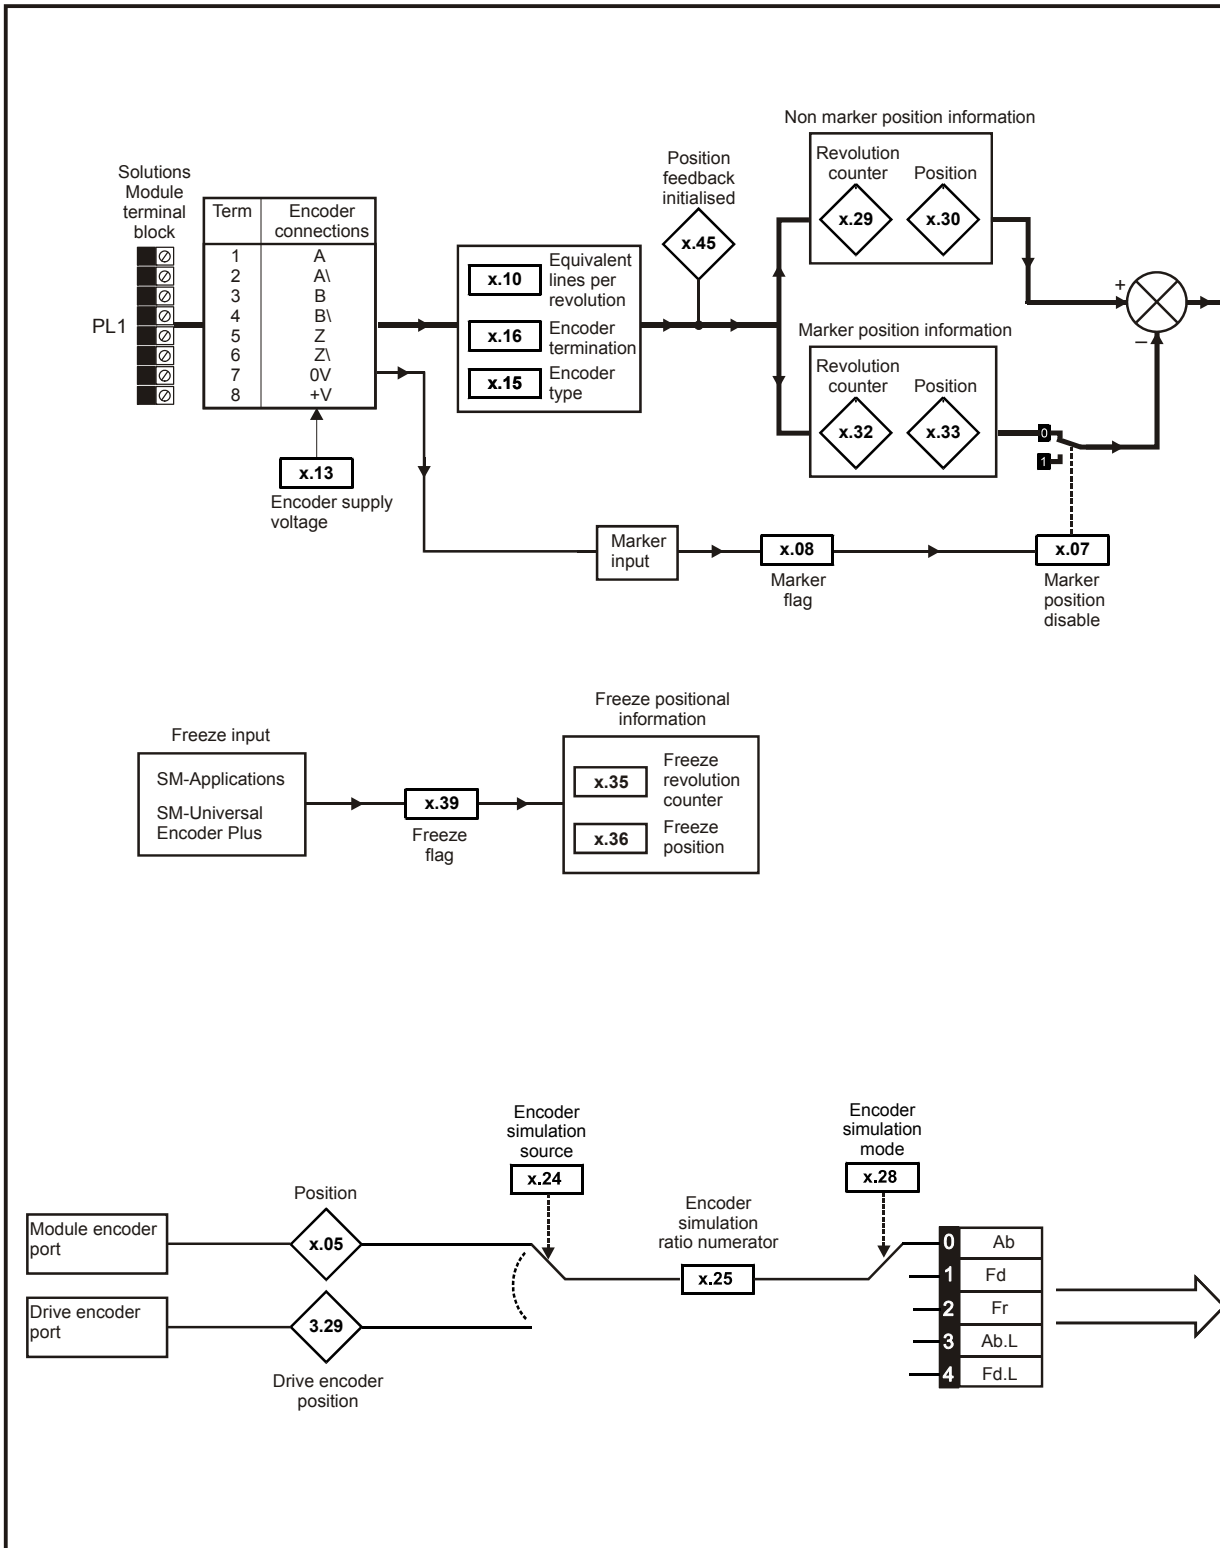 Non marker position information
Revolution
counter
Position
x.29
x.30
Position
feedback
initialised
x.45
Solutions
Module
terminal
block
PL1
Term
Encoder
connections
1 A
2 A\
3 B
4 B\
5 Z
6 Z\
7 0V
8 +V
x.10
Equivalent
lines per
revolution
x.16
Encoder
termination
x.15
Encoder
type
+
−
Marker position information
Revolution
counter
Position
x.32
x.33
0
1
x.13
Encoder supply
voltage
Marker
input
x.08
Marker
flag
x.07
Marker
position
disable
Freeze input
SM-Applications
SM-Universal
Encoder Plus
x.39
Freeze
flag
Freeze positional
information
x.35
Freeze
revolution
counter
x.36
Freeze
position
Encoder
simulation
source
x.24
Encoder
simulation
mode
x.28
Module encoder
port
Position
x.05
Encoder
simulation
ratio numerator
x.25
Drive encoder
port
3.29
Drive encoder
position
0 Ab
1 Fd
2 Fr
3 Ab.L
4 Fd.L